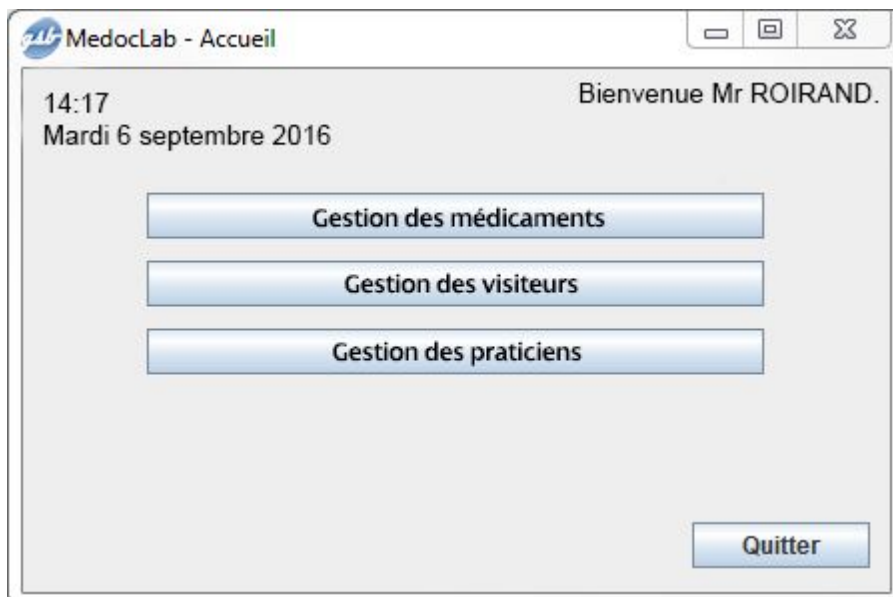 gsb MedocLab - Accueil
14:17
Bienvenue Mr ROIRAND.
Mardi 6 septembre 2016
Gestion des médicaments
Gestion des visiteurs
Gestion des praticiens
Quitter